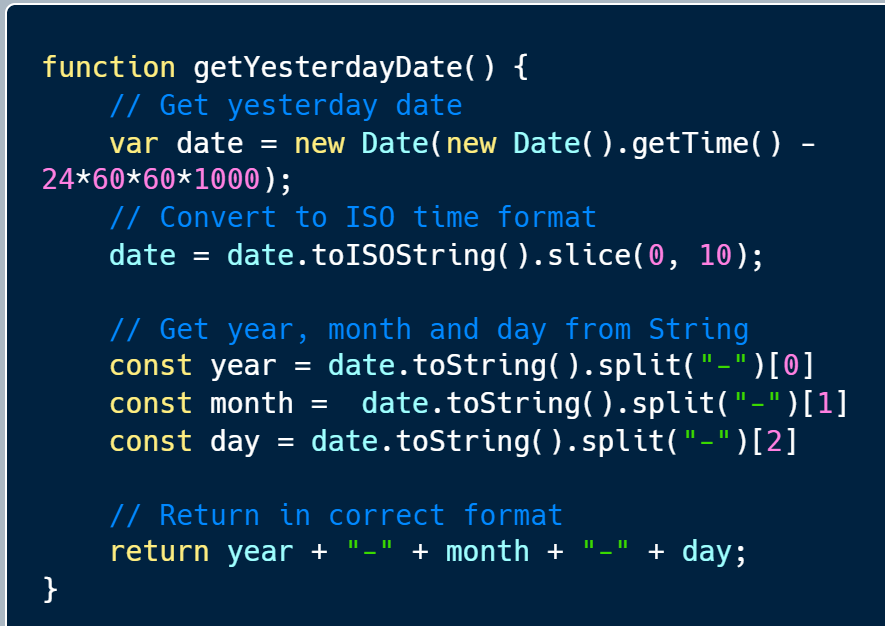 function getYesterdayDate() {
    // Get yesterday date
    var date = new Date(new Date().getTime() -
24*60*60*1000);
    // Convert to ISO time format
    date = date.toISOString().slice(0, 10);

    // Get year, month and day from String
    const year = date.toString().split("-")[0]
    const month =  date.toString().split("-")[1]
    const day = date.toString().split("-")[2]

    // Return in correct format
    return year + "-" + month + "-" + day;
}